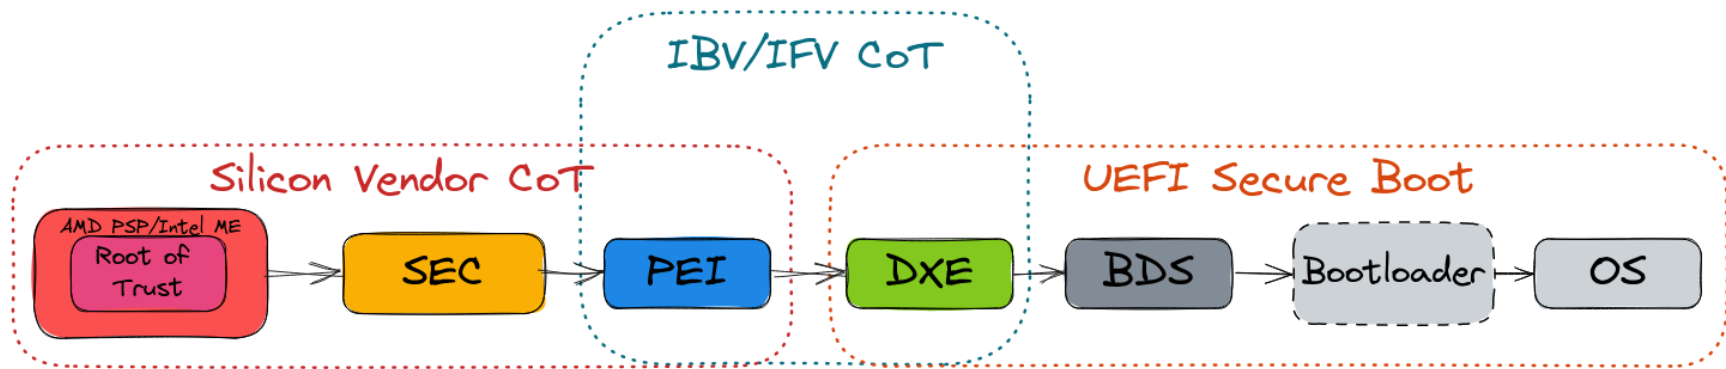 IBV/IFV CoT
Silicon Vendor CoT
UEFI Secure Boot
AMD PSP/Intel ME
Root of
Trust
SEC
PEI
DXE
BDS
Bootloader
OS